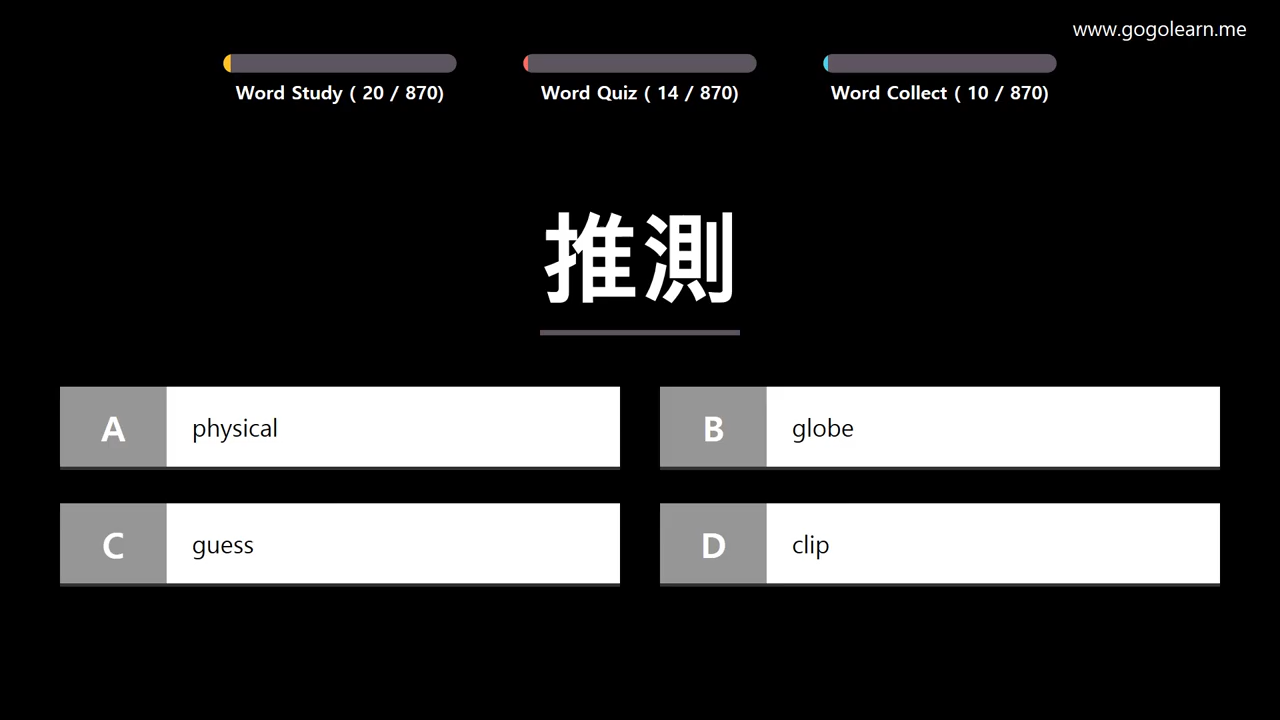 www.gogolearn.me
Word Study ( 20 / 870)
Word Quiz ( 14 / 870)
Word Collect ( 10 / 870)
推測
A physical
B globe
C guess
D clip